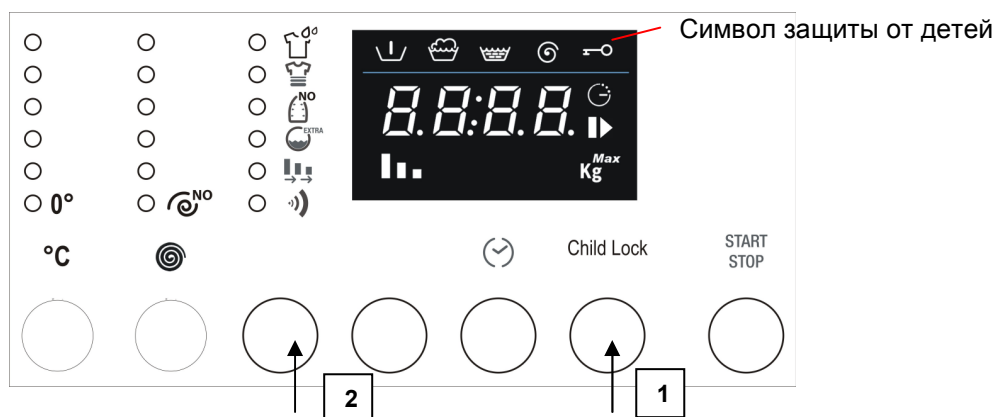 Символ защиты от детей
NO
8.8:8.8.
EXTRA
Max
Kg
0°
NO
°C
Child Lock
START
STOP
2
1